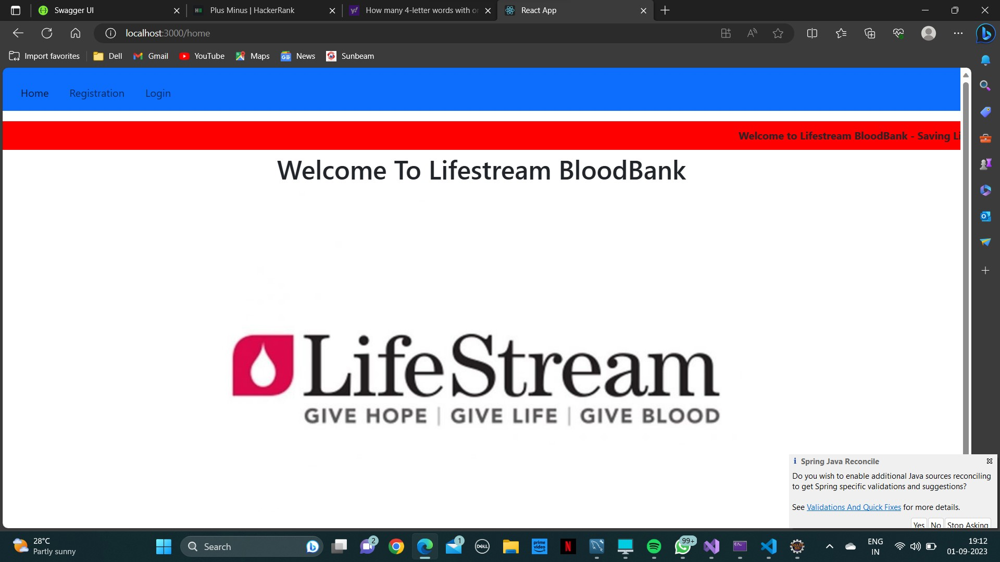 Swagger UI
Plus Minus | HackerRank
How many 4-letter words with or
React App
localhost:3000/home
Import favorites
Dell
Gmail
YouTube
Maps
News
Sunbeam
Home
Registration
Login
Welcome to Lifestream BloodBank - Saving Li
Welcome To Lifestream BloodBank
LifeStream
GIVE HOPE | GIVE LIFE | GIVE BLOOD
Spring Java Reconcile
Do you wish to enable additional Java sources reconciling
to get Spring specific validations and suggestions?
See Validations And Quick Fixes for more details.
Yes No Stop Asking
28°C
Partly sunny
Search
2
1
DELL
prime video
N
99+
ENG
IN
19:12
01-09-2023